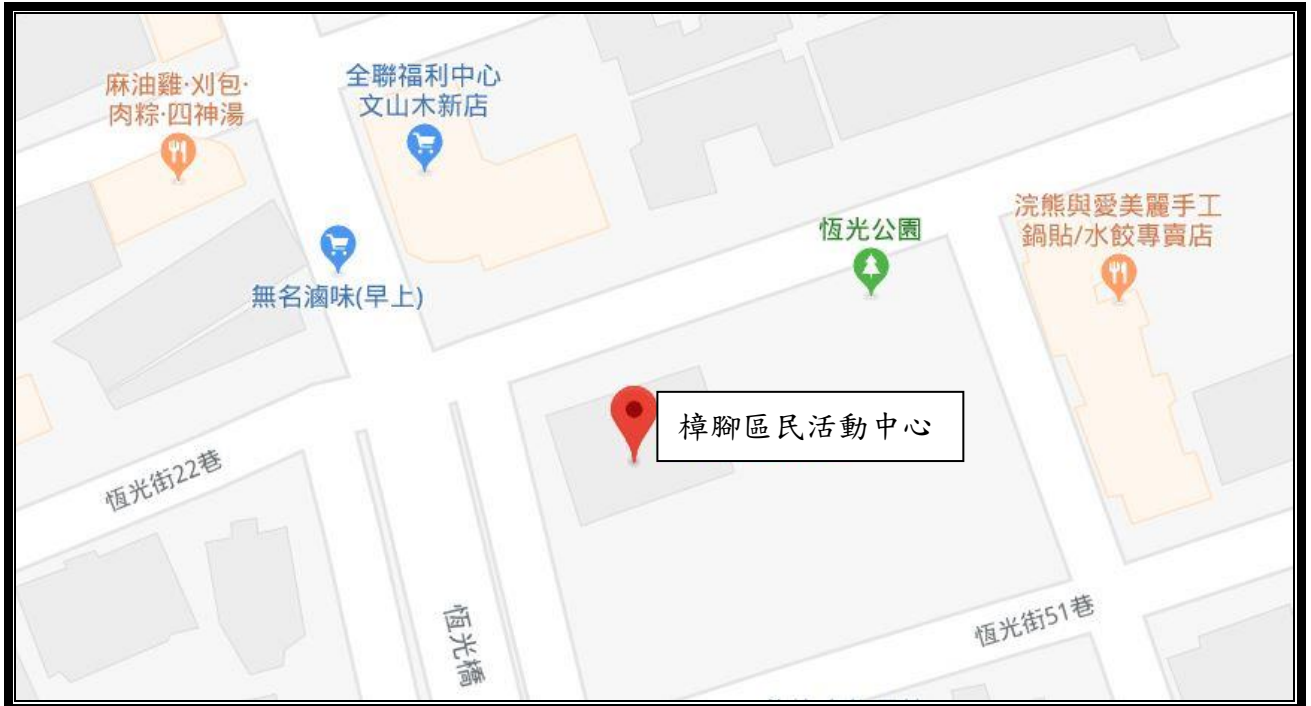 麻油雞·刈包·
肉粽·四神湯
全聯福利中心
文山木新店
無名滷味(早上)
恆光公園
浣熊與愛美麗手工
鍋貼/水餃專賣店
樟腳區民活動中心
恆光街22巷
恆光橋
恆光街51巷